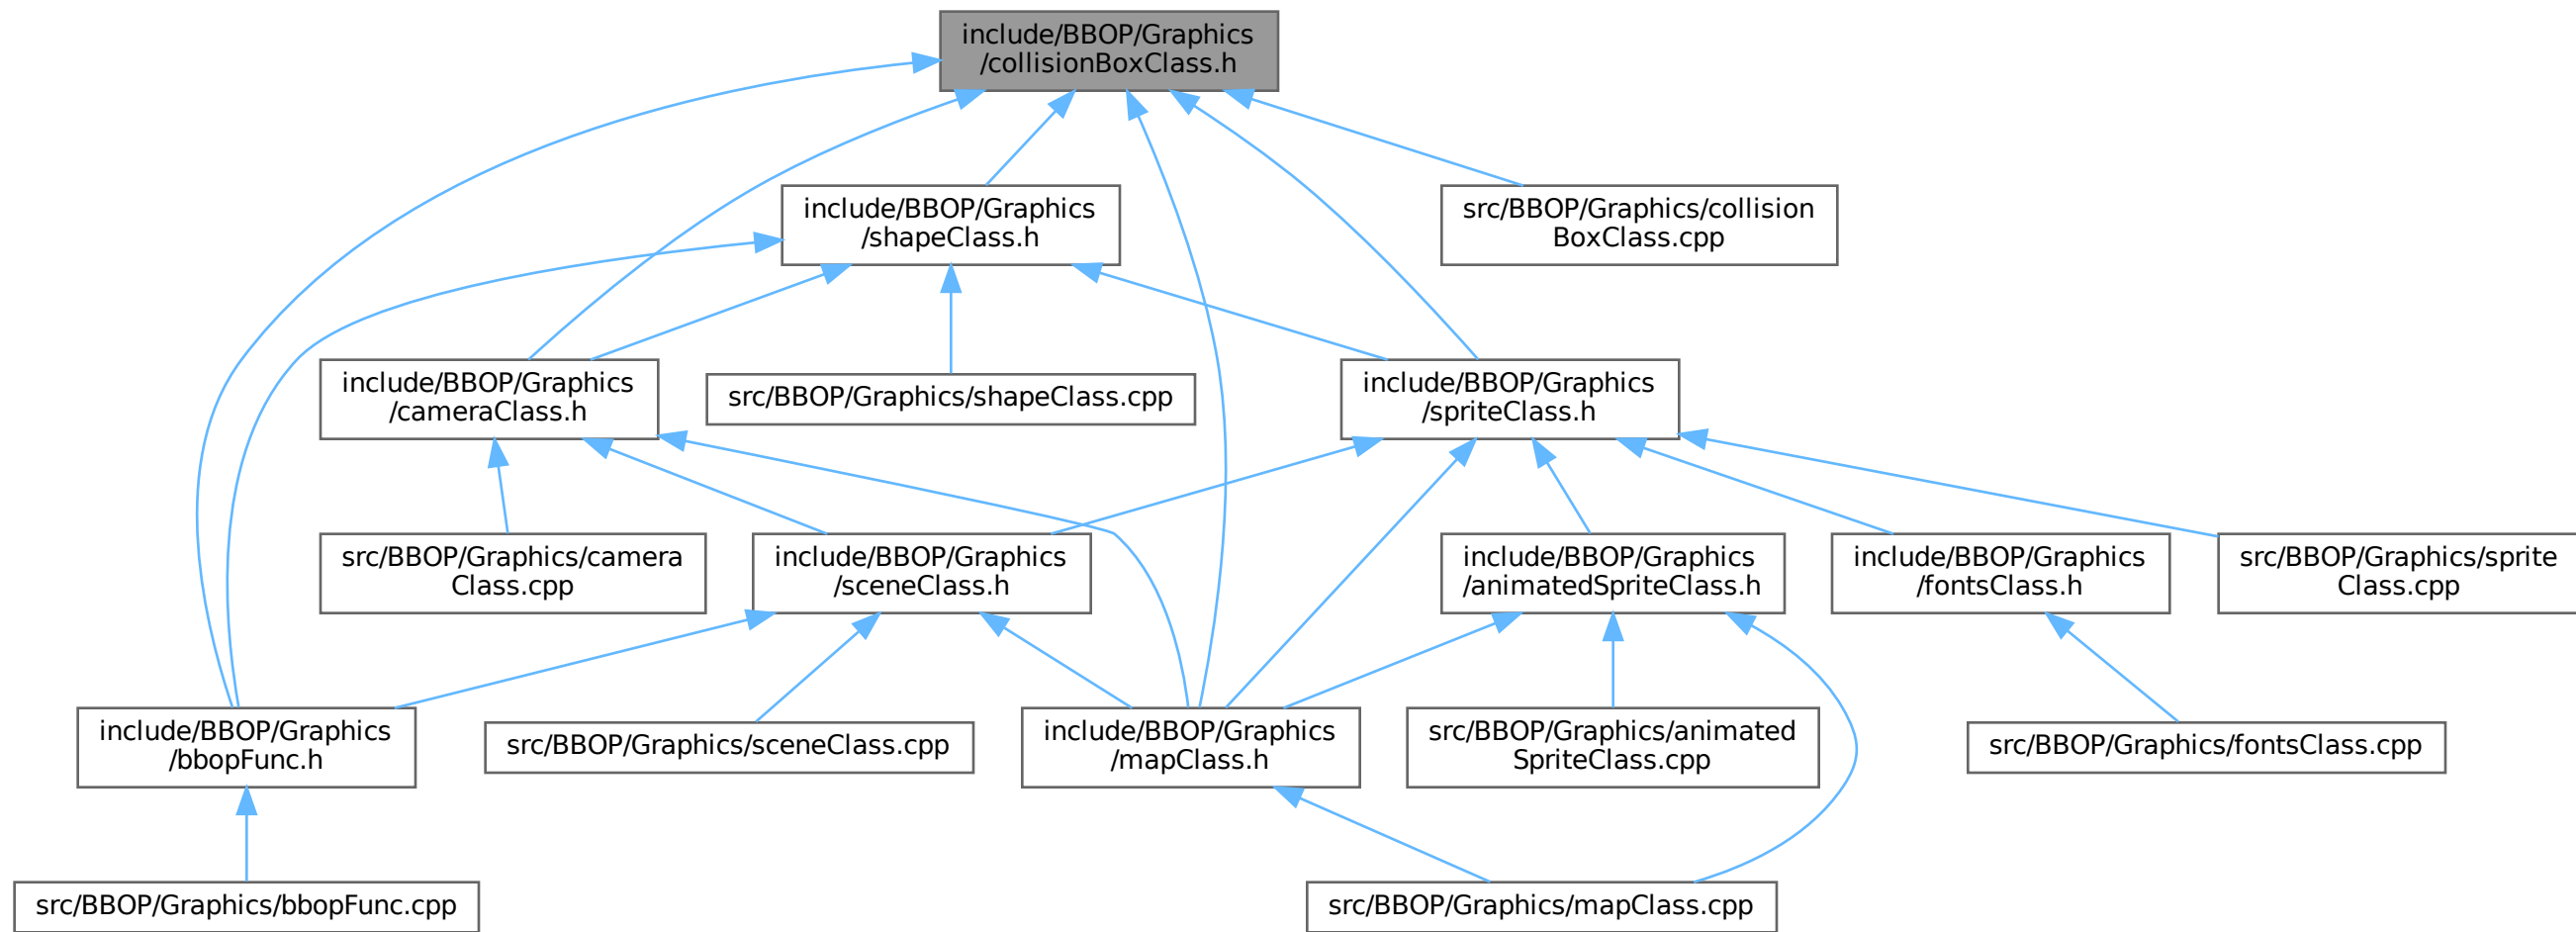 include/BBOP/Graphics
/collisionBoxClass.h
include/BBOP/Graphics
/shapeClass.h
src/BBOP/Graphics/collision
BoxClass.cpp
include/BBOP/Graphics
/cameraClass.h
src/BBOP/Graphics/shapeClass.cpp
include/BBOP/Graphics
/spriteClass.h
src/BBOP/Graphics/camera
Class.cpp
include/BBOP/Graphics
/sceneClass.h
include/BBOP/Graphics
/animatedSpriteClass.h
include/BBOP/Graphics
/fontsClass.h
src/BBOP/Graphics/sprite
Class.cpp
include/BBOP/Graphics
/bbopFunc.h
src/BBOP/Graphics/sceneClass.cpp
include/BBOP/Graphics
/mapClass.h
src/BBOP/Graphics/animated
SpriteClass.cpp
src/BBOP/Graphics/fontsClass.cpp
src/BBOP/Graphics/bbopFunc.cpp
src/BBOP/Graphics/mapClass.cpp